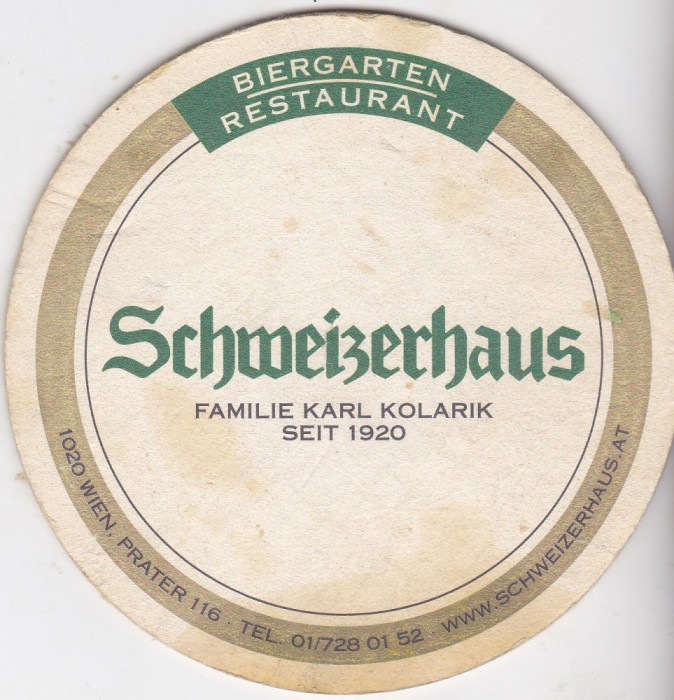 BIERGARTEN
RESTAURANT
Schweizerhaus
FAMILIE KARL KOLARIK
SEIT 1920
1020 WIEN, PRATER 116 · TEL. 01/728 01 52 · WWW.SCHWEIZERHAUS.AT